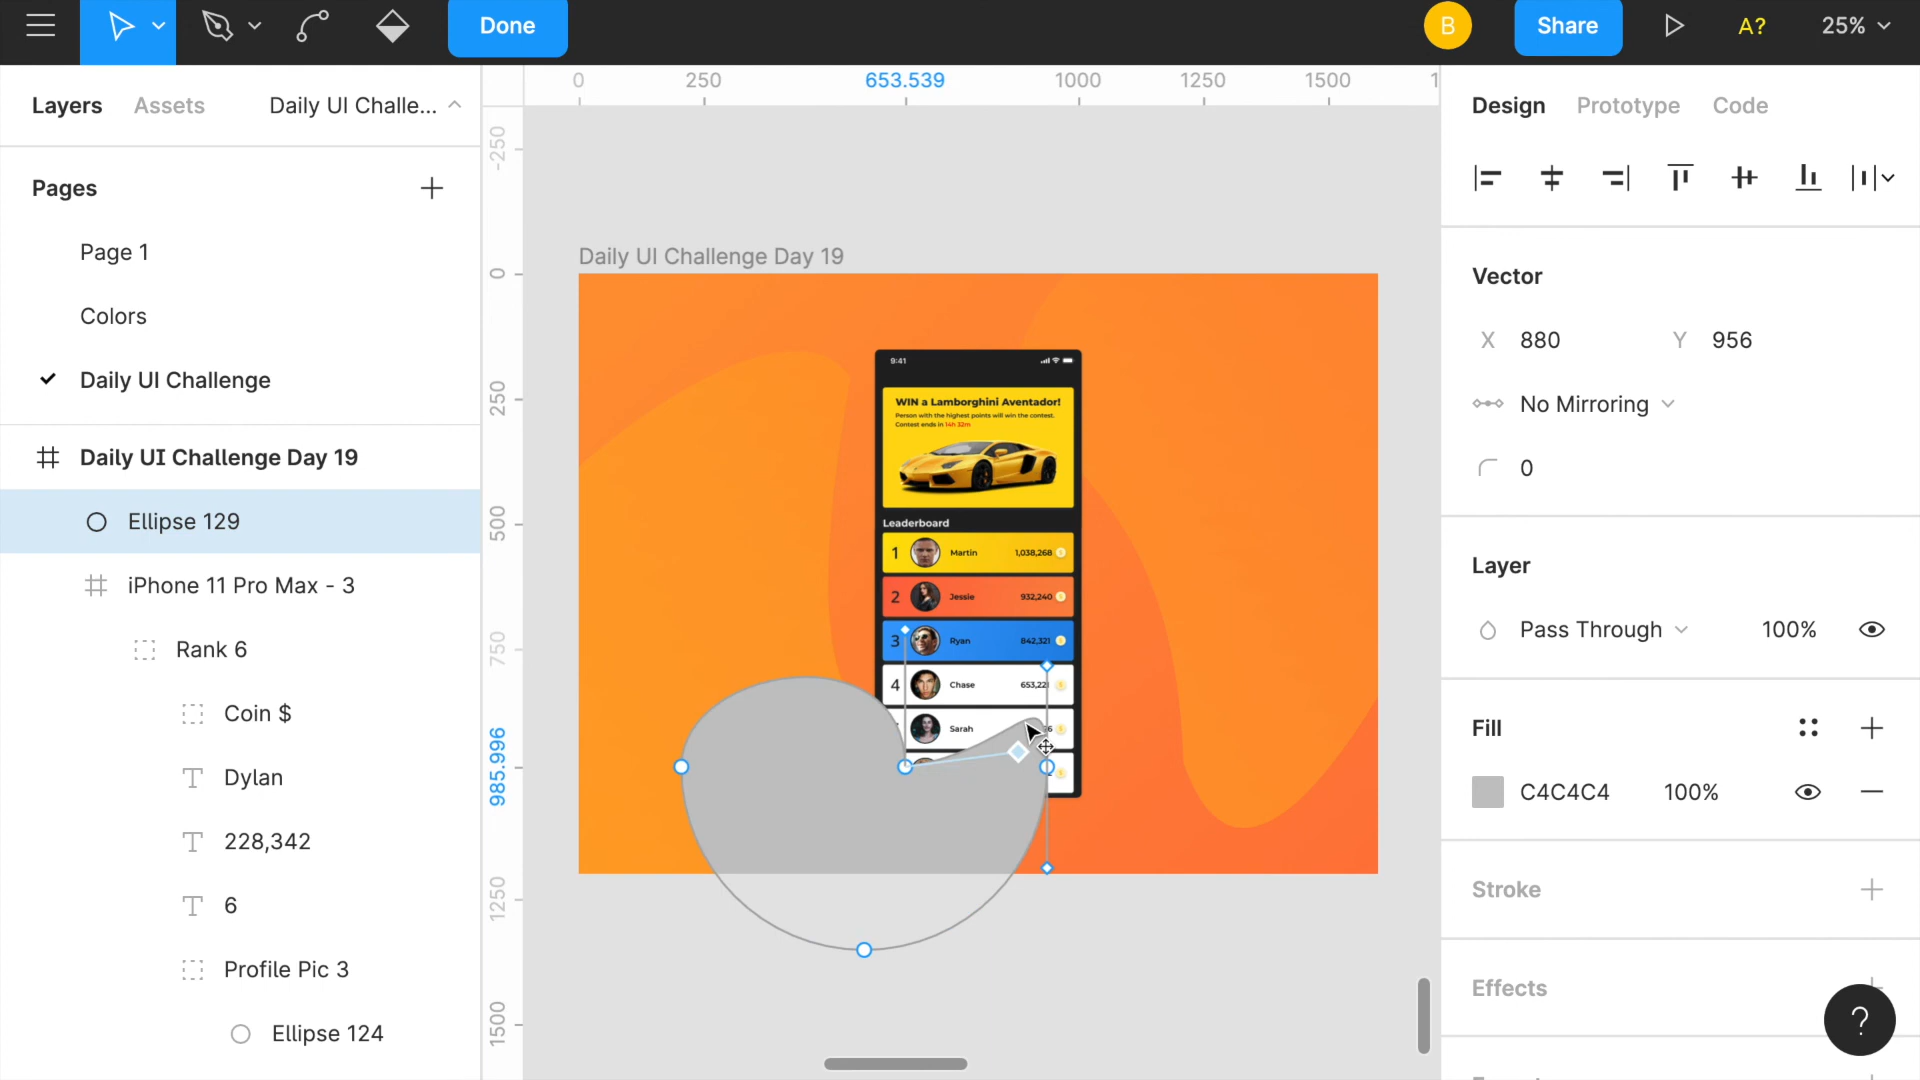 Done
B
Share
A?
25%
Layers
Assets
Daily UI Challe...
Pages
Page 1
Colors
Daily UI Challenge
Daily UI Challenge Day 19
Ellipse 129
iPhone 11 Pro Max - 3
Rank 6
Coin $
Dylan
228,342
6
Profile Pic 3
Ellipse 124
0
250
653.539
1000
1250
1500
1
-250
0
250
500
750
985.996
1250
1500
Daily UI Challenge Day 19
9:41
WIN a Lamborghini Aventador!
Person with the highest points will win the contest.
Contest ends in 14h 32m
Leaderboard
1 Martin 1,038,268
2 Jessie 932,240
3 Ryan 842,321
4 Chase
Sarah
Design
Prototype
Code
Vector
X 880
Y 956
No Mirroring
0
Layer
Pass Through
100%
Fill
C4C4C4
100%
Stroke
Effects
?